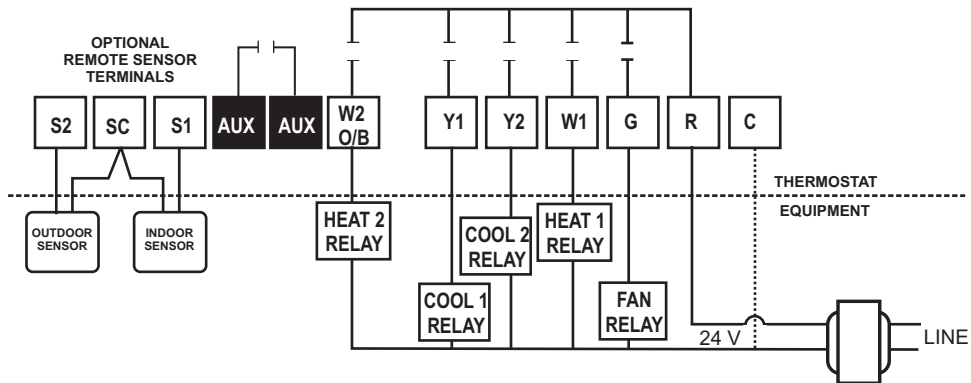 OPTIONAL
REMOTE SENSOR
TERMINALS
S2
SC
S1
AUX
AUX
W2
O/B
Y1
Y2
W1
G
R
C
THERMOSTAT
EQUIPMENT
OUTDOOR
SENSOR
INDOOR
SENSOR
HEAT 2
RELAY
COOL 1
RELAY
COOL 2
RELAY
HEAT 1
RELAY
FAN
RELAY
24 V
LINE